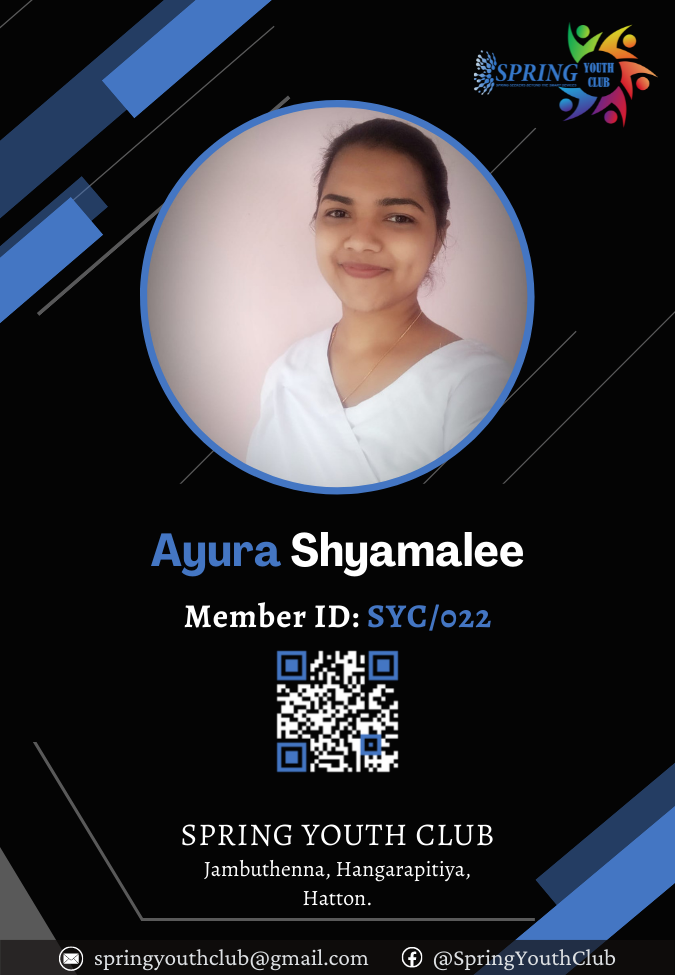 SPRING YOUTH
CLUB
Ayura Shyamalee
Member ID: SYC/022
SPRING YOUTH CLUB
Jambuthenna, Hangarapitiya,
Hatton.
springyouthclub@gmail.com @SpringYouthClub